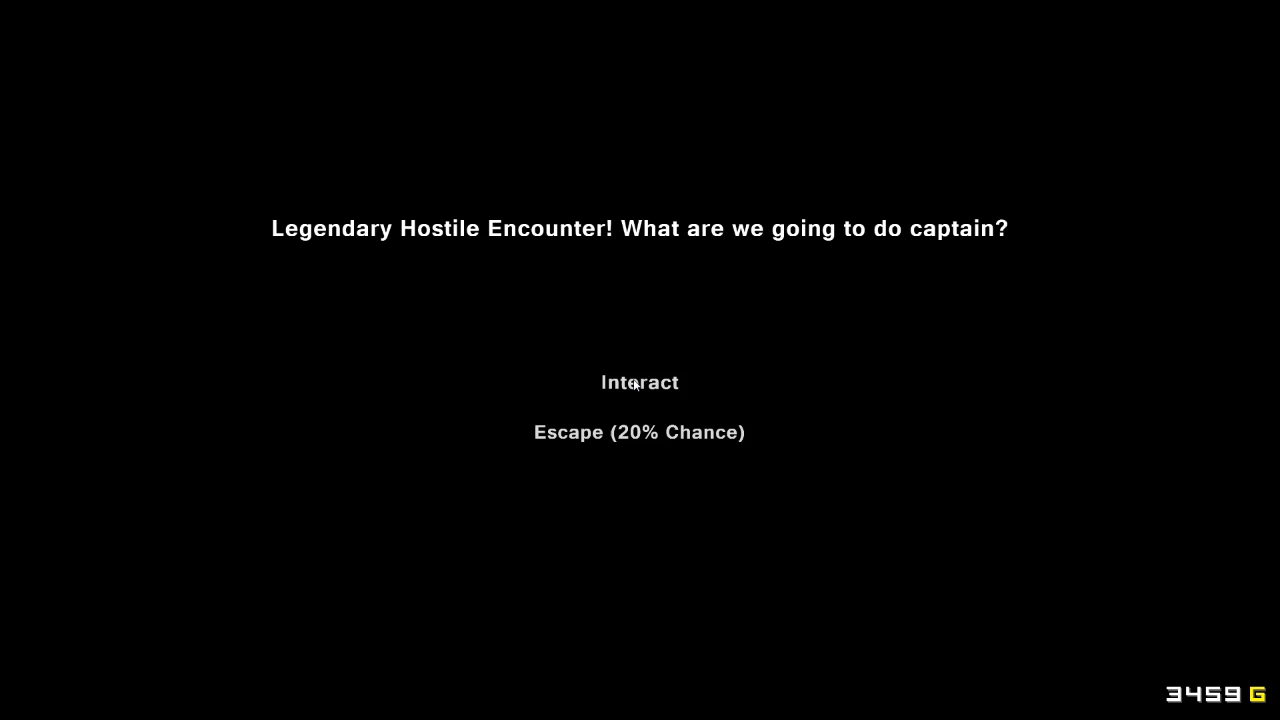 Legendary Hostile Encounter! What are we going to do captain?
Interact
Escape (20% Chance)
3459 G